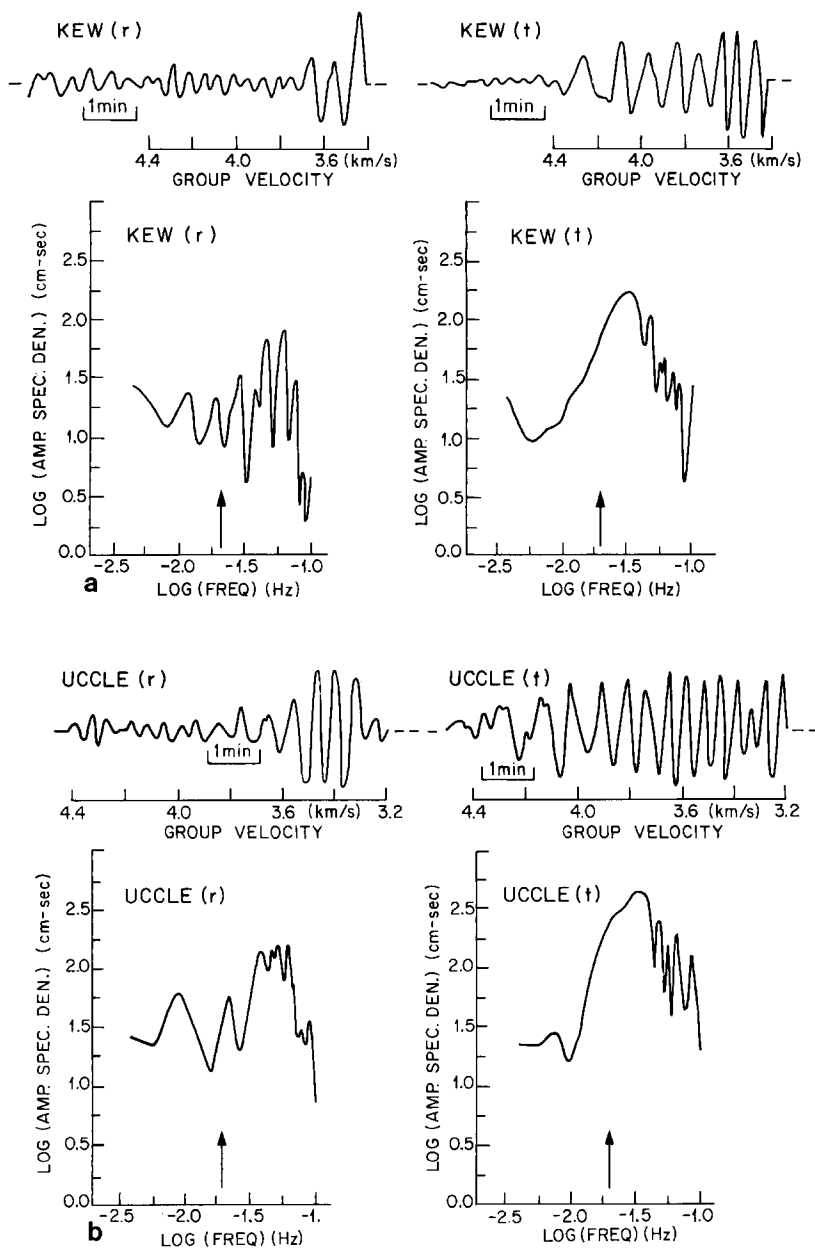 KEW (r)
1min
4.4 4.0 3.6 (km/s)
GROUP VELOCITY
KEW (t)
1min
4.4 4.0 3.6 (km/s)
GROUP VELOCITY
KEW (r)
LOG (AMP. SPEC. DEN.) (cm-sec)
2.5
2.0
1.5
1.0
0.5
0.0
-2.5 -2.0 -1.5 -1.0
LOG (FREQ) (Hz)
a
KEW (t)
LOG (AMP. SPEC. DEN.) (cm-sec)
2.5
2.0
1.5
1.0
0.5
0.0
-2.5 -2.0 -1.5 -1.0
LOG (FREQ) (Hz)
UCCLE (r)
1min
4.4 4.0 3.6 (km/s) 3.2
GROUP VELOCITY
UCCLE (t)
1min
4.4 4.0 3.6 (km/s) 3.2
GROUP VELOCITY
UCCLE (r)
LOG (AMP. SPEC. DEN.) (cm-sec)
2.5
2.0
1.5
1.0
0.5
0.0
-2.5 -2.0 -1.5 -1.
LOG (FREQ) (Hz)
b
UCCLE (t)
LOG (AMP. SPEC. DEN.) (cm-sec)
2.5
2.0
1.5
1.0
0.5
0.0
-2.5 -2.0 -1.5 -1.0
LOG (FREQ) (Hz)